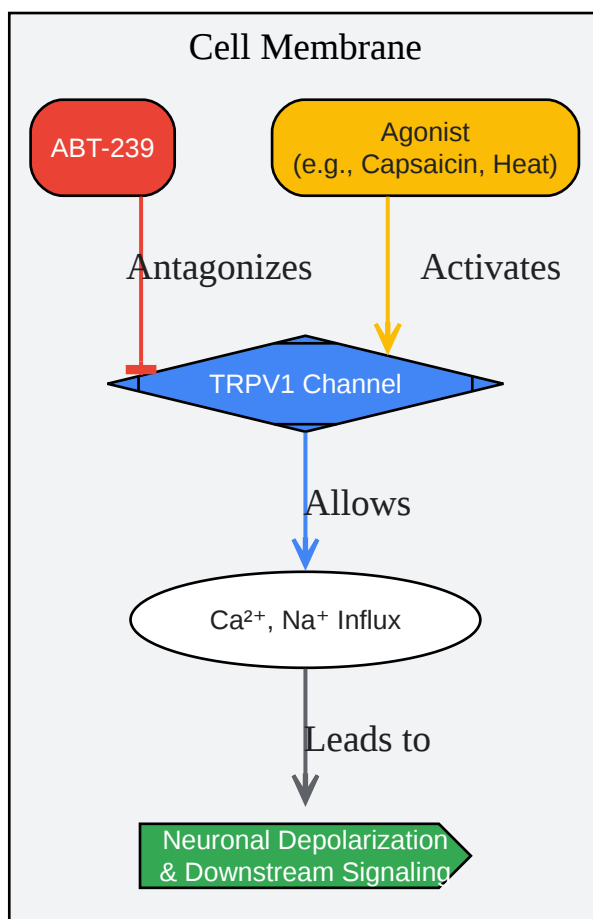 Cell Membrane
ABT-239
Agonist
(e.g., Capsaicin, Heat)
Antagonizes
Activates
TRPV1 Channel
Allows
Ca²⁺, Na⁺ Influx
Leads to
Neuronal Depolarization
& Downstream Signaling